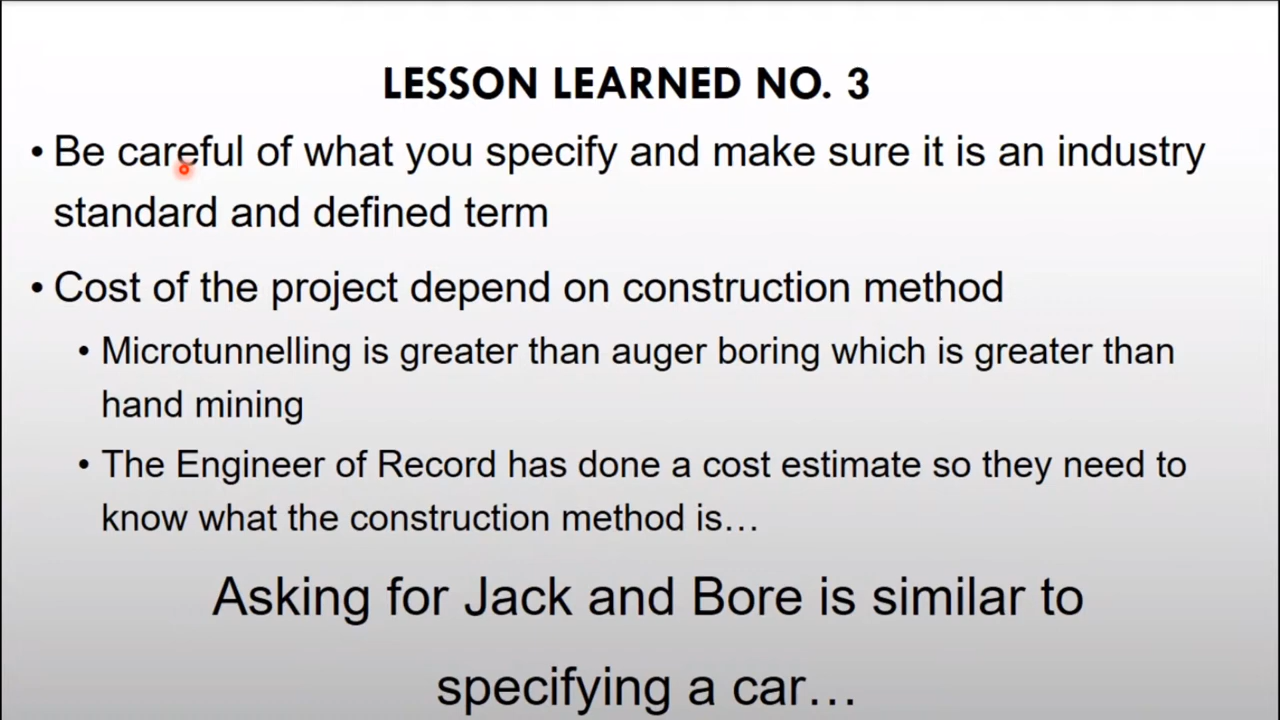 LESSON LEARNED NO. 3
• Be careful of what you specify and make sure it is an industry
standard and defined term
• Cost of the project depend on construction method
• Microtunnelling is greater than auger boring which is greater than
hand mining
• The Engineer of Record has done a cost estimate so they need to
know what the construction method is…
Asking for Jack and Bore is similar to
specifying a car…